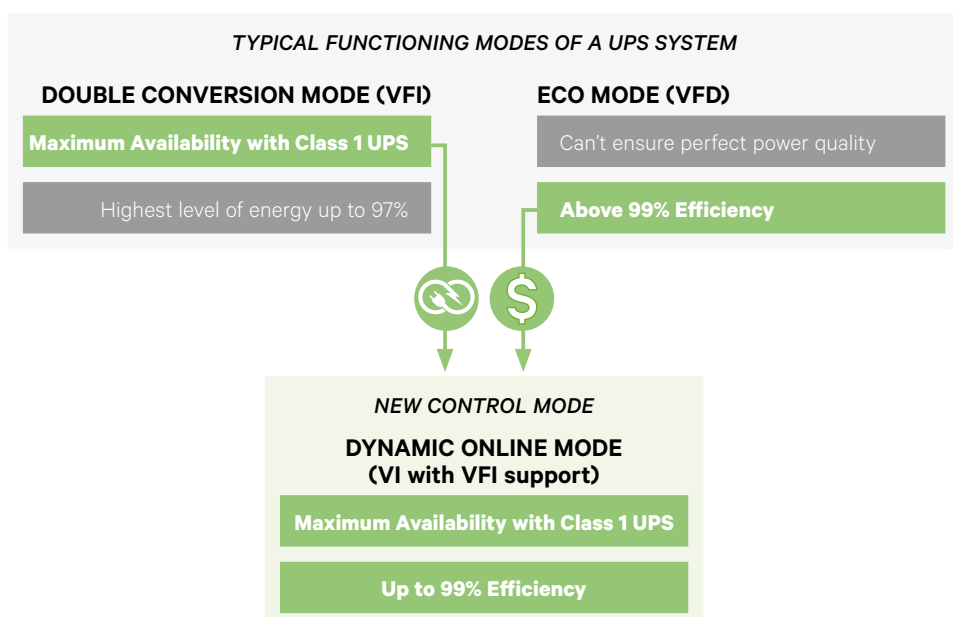 TYPICAL FUNCTIONING MODES OF A UPS SYSTEM
DOUBLE CONVERSION MODE (VFI)
Maximum Availability with Class 1 UPS
Highest level of energy up to 97%
ECO MODE (VFD)
Can't ensure perfect power quality
Above 99% Efficiency
$
NEW CONTROL MODE
DYNAMIC ONLINE MODE
(VI with VFI support)
Maximum Availability with Class 1 UPS
Up to 99% Efficiency